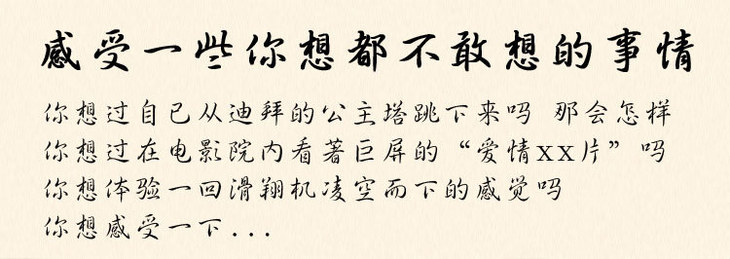 感受一些你想都不敢想的事情
你想过自己从迪拜的公主塔跳下来吗 那会怎样
你想过在电影院内看著巨屏的“爱情xx片”吗
你想体验一回滑翔机凌空而下的感觉吗
你想感受一下...